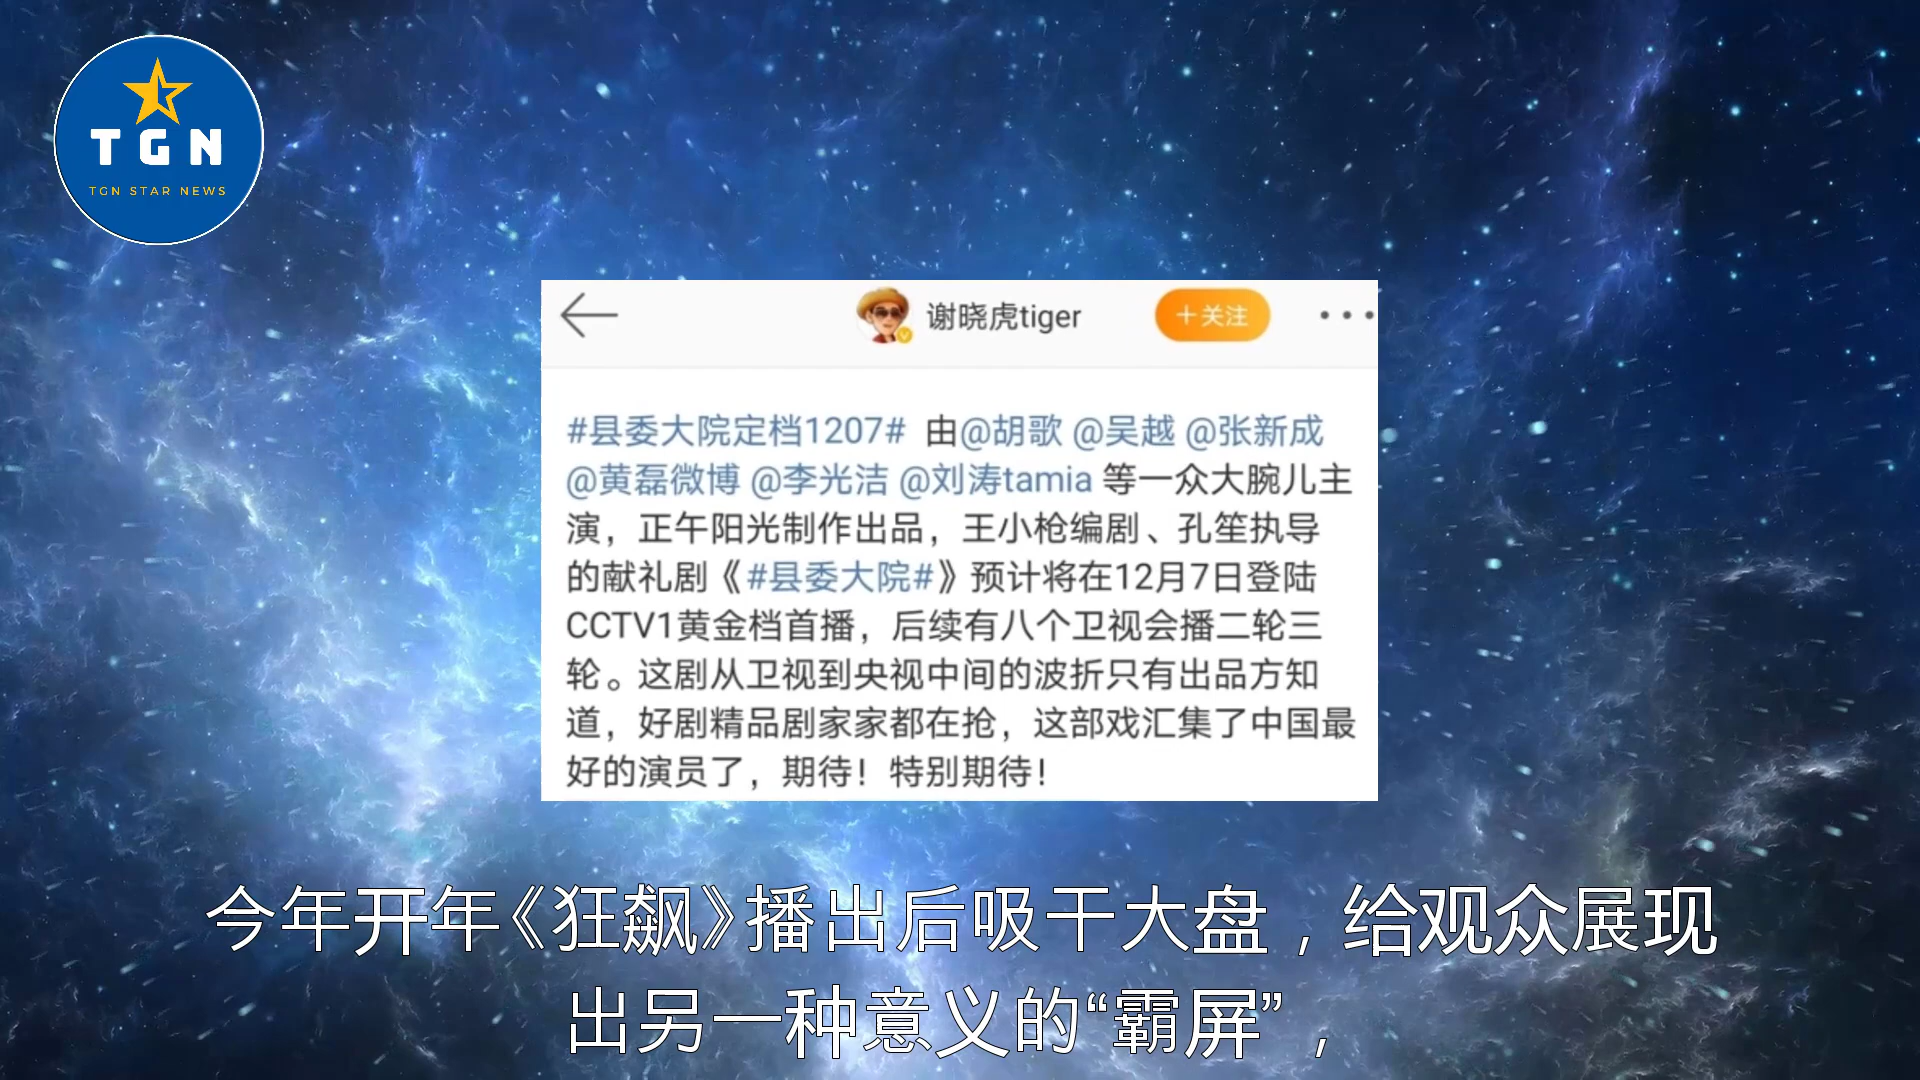 TGN
TGN STAR NEWS
谢晓虎tiger
+关注
#县委大院定档1207# 由@胡歌 @吴越 @张新成
@黄磊微博 @李光洁 @刘涛tamia 等一众大腕儿主
演，正午阳光制作出品，王小枪编剧、孔笙执导
的献礼剧《#县委大院#》预计将在12月7日登陆
CCTV1黄金档首播，后续有八个卫视会播二轮三
轮。这剧从卫视到央视中间的波折只有出品方知
道，好剧精品剧家家都在抢，这部戏汇集了中国最
好的演员了，期待！特别期待！
今年开年《狂飙》播出后吸干大盘，给观众展现
出另一种意义的“霸屏”，